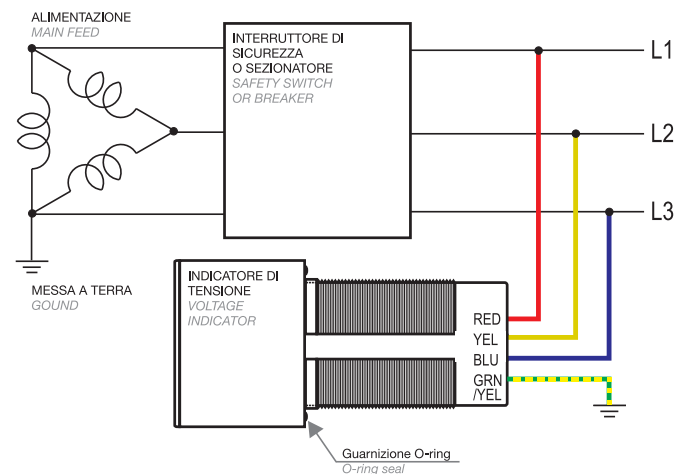 ALIMENTAZIONE
MAIN FEED
INTERRUTTORE DI
SICUREZZA
O SEZIONATORE
SAFETY SWITCH
OR BREAKER
L1
L2
L3
MESSA A TERRA
GOUND
INDICATORE DI
TENSIONE
VOLTAGE
INDICATOR
RED
YEL
BLU
GRN
/YEL
Guarnizione O-ring
O-ring seal